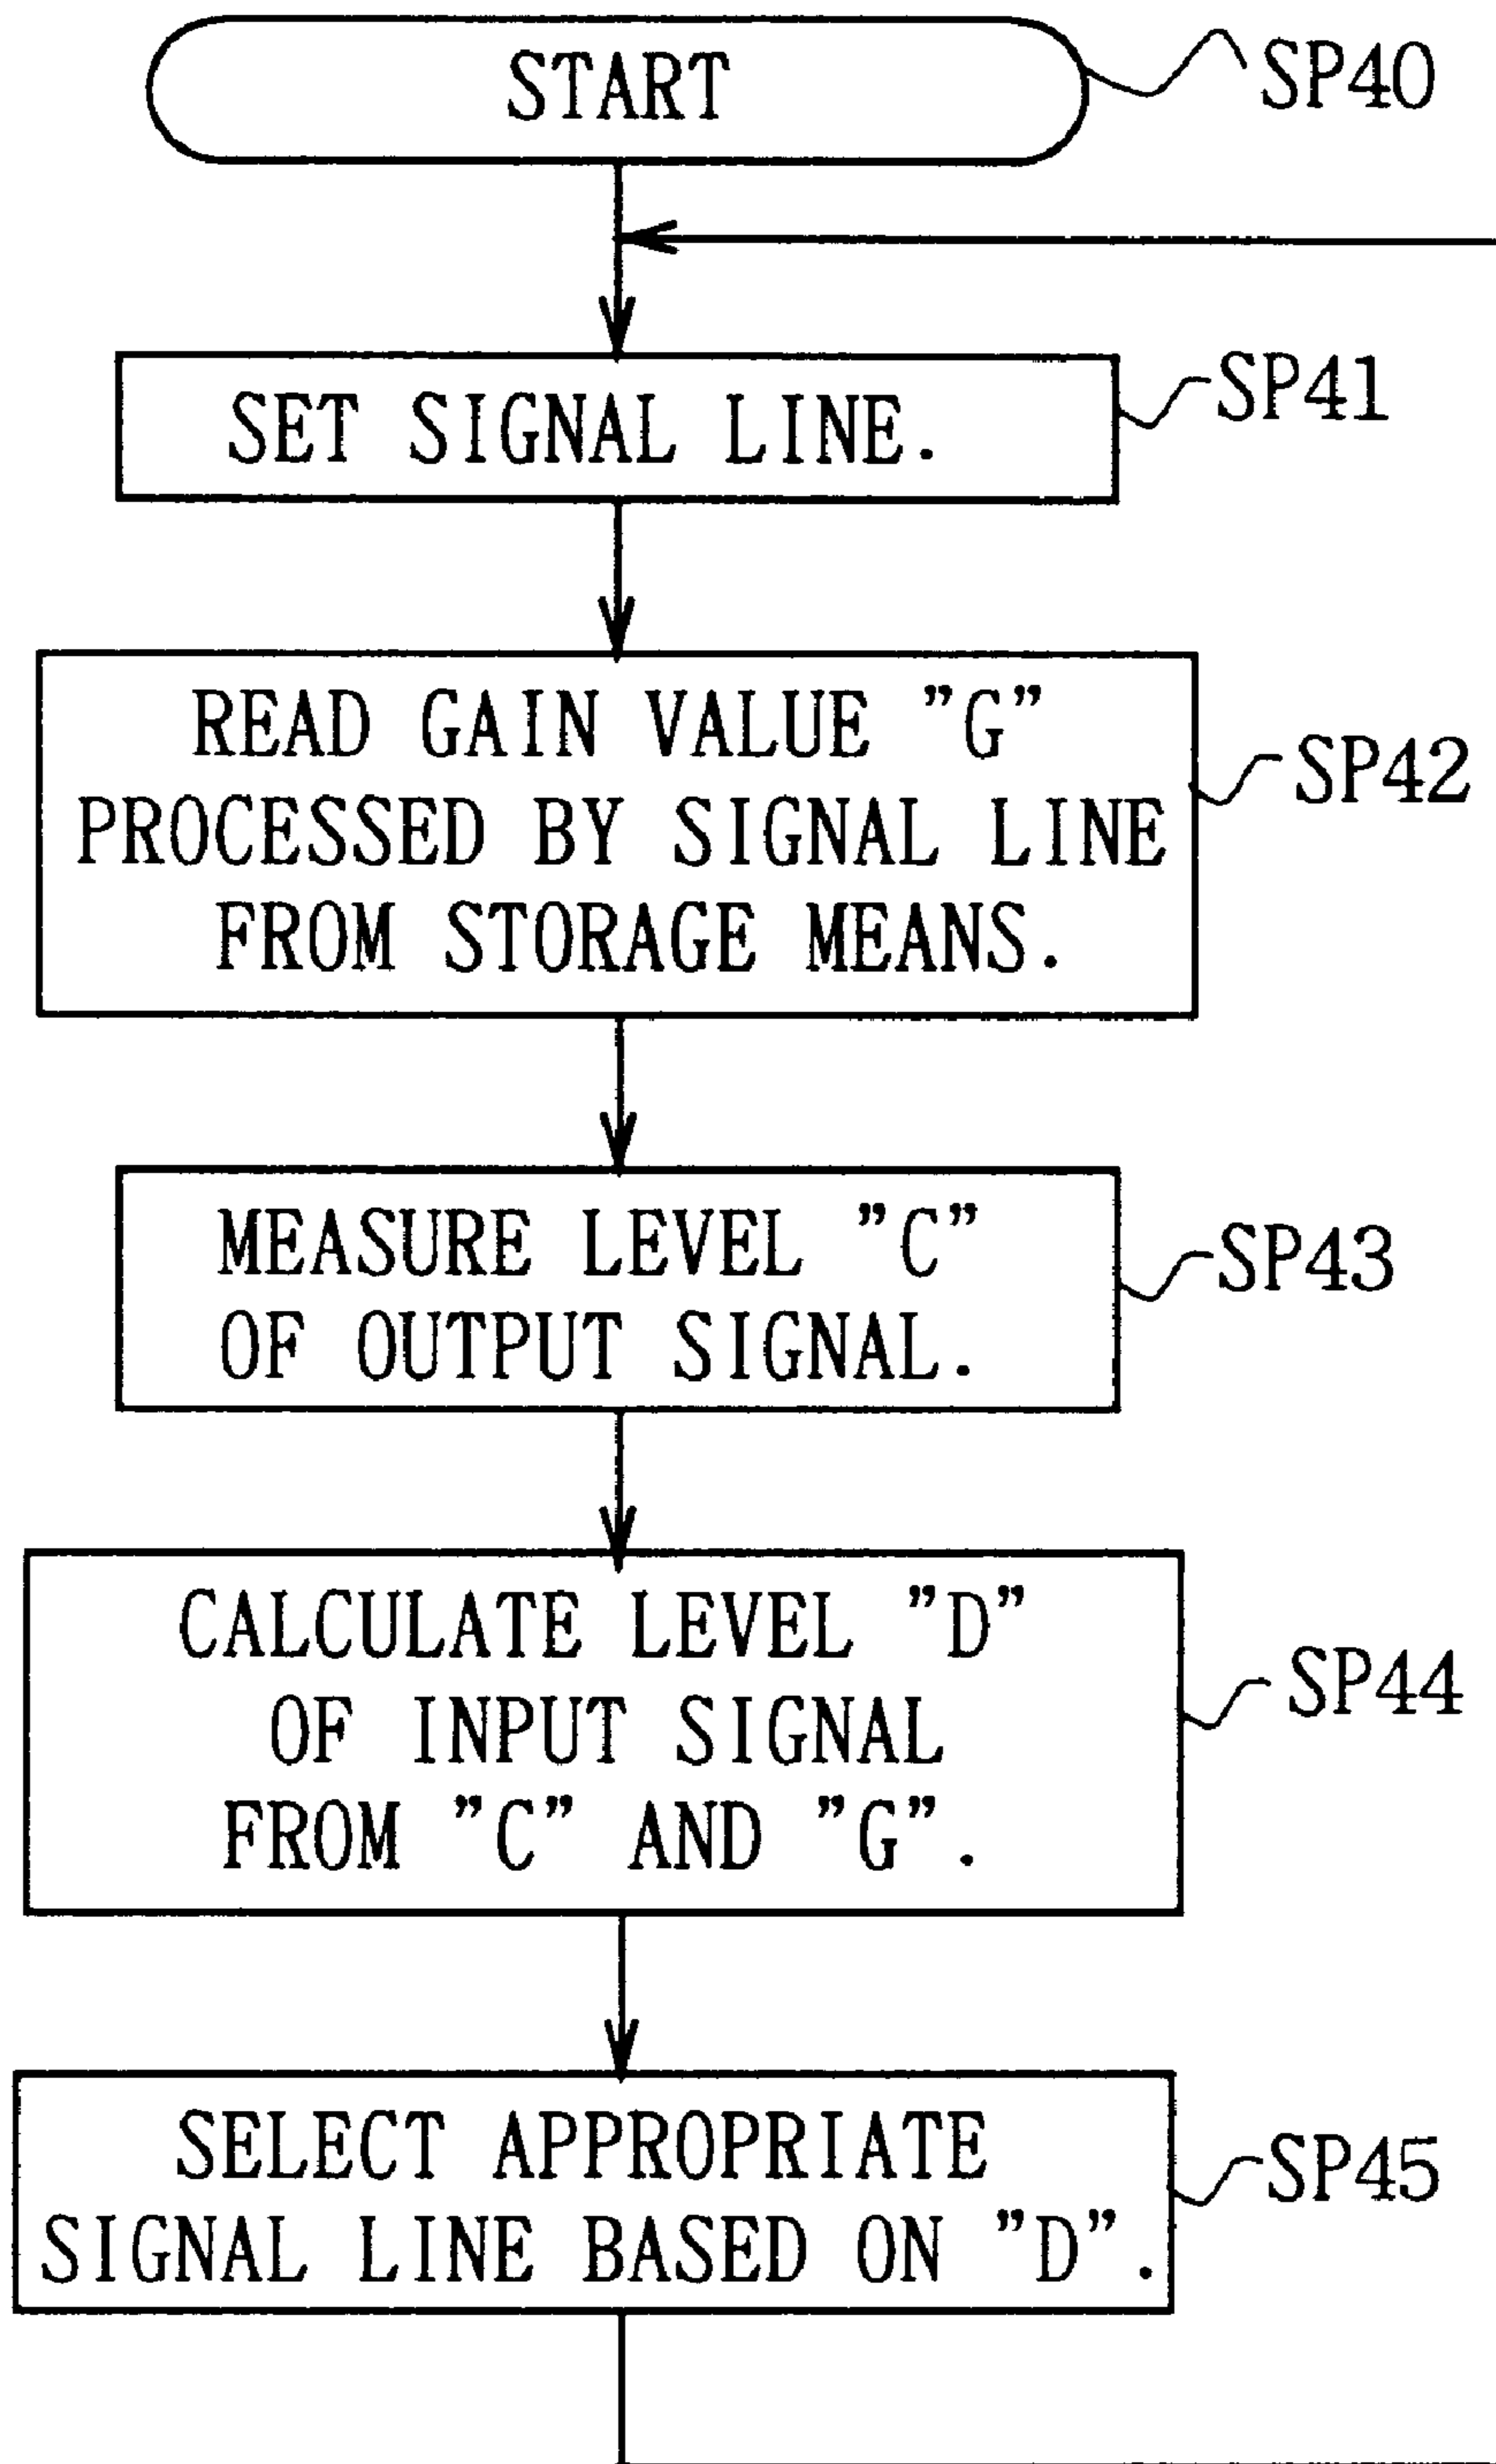 START
SP40
SET SIGNAL LINE.
SP41
READ GAIN VALUE "G"
PROCESSED BY SIGNAL LINE
FROM STORAGE MEANS.
SP42
MEASURE LEVEL "C"
OF OUTPUT SIGNAL.
SP43
CALCULATE LEVEL "D"
OF INPUT SIGNAL
FROM "C" AND "G".
SP44
SELECT APPROPRIATE
SIGNAL LINE BASED ON "D".
SP45